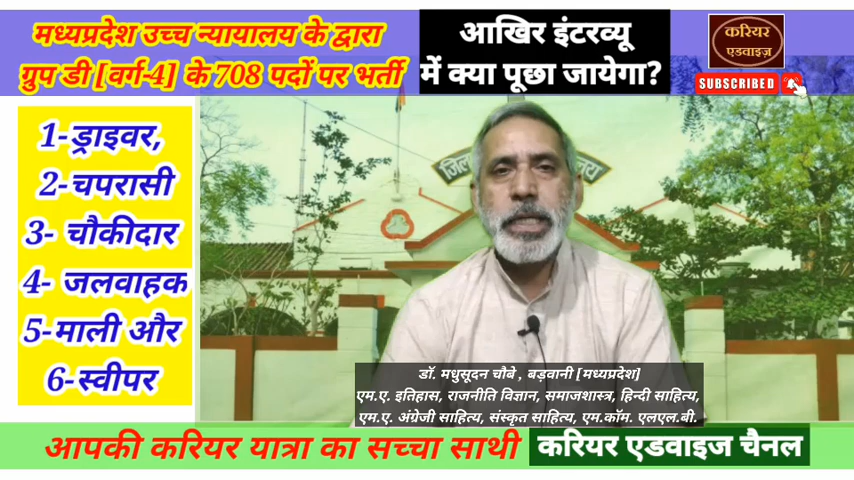 मध्यप्रदेश उच्च न्यायालय के द्वारा
ग्रुप डी [वर्ग-4] के 708 पदों पर भर्ती
आखिर इंटरव्यू
में क्या पूछा जायेगा?
करियर
एडवाइज़
SUBSCRIBED
1-ड्राइवर,
2-चपरासी
3- चौकीदार
4- जलवाहक
5-माली और
6-स्वीपर
डॉ. मधुसूदन चौबे , बड़वानी [मध्यप्रदेश]
एम.ए. इतिहास, राजनीति विज्ञान, समाजशास्त्र, हिन्दी साहित्य,
एम.ए. अंग्रेजी साहित्य, संस्कृत साहित्य, एम.कॉम. एलएल.बी.
आपकी करियर यात्रा का सच्चा साथी
करियर एडवाइज चैनल